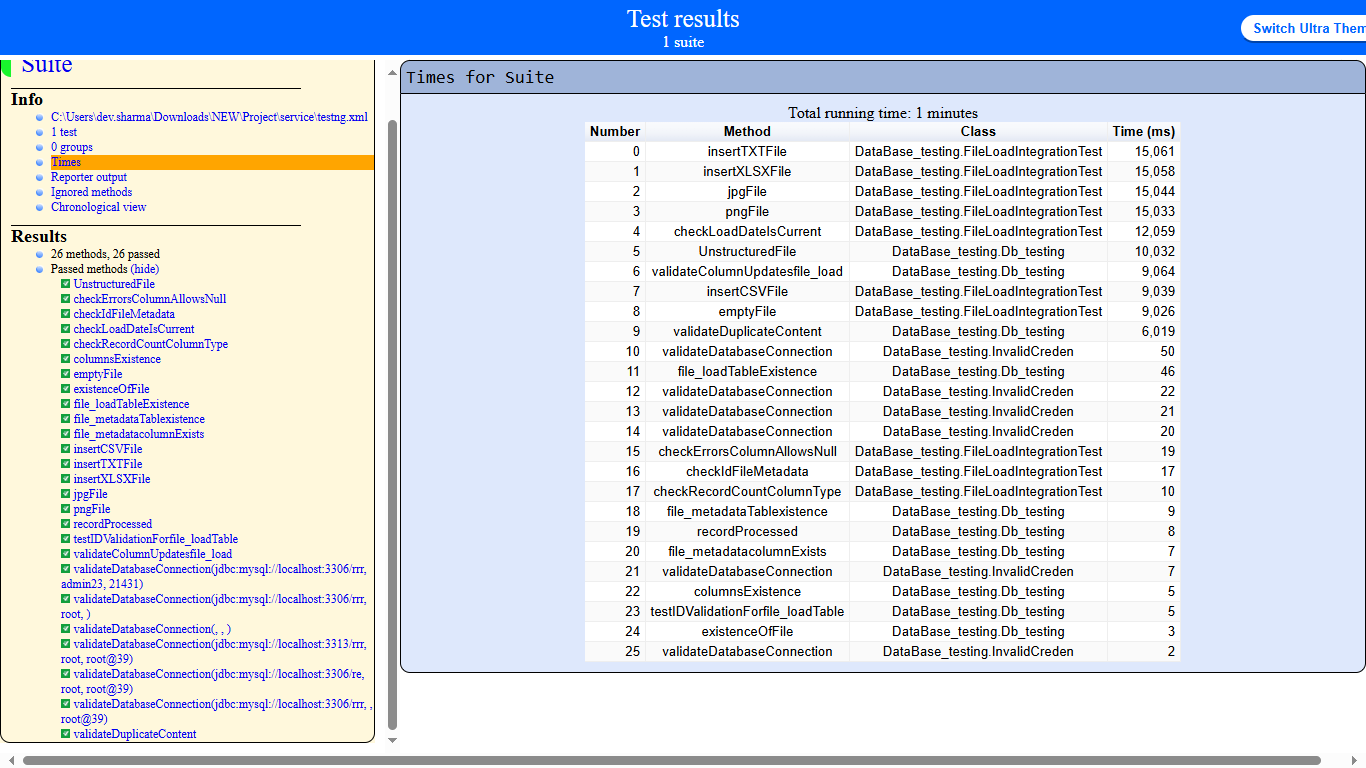 Test results
1 suite
Switch Ultra Them
Suite
Info
C:\Users\dev.sharma\Downloads\NEW\Project\service\testng.xml
1 test
0 groups
Times
Reporter output
Ignored methods
Chronological view
Results
26 methods, 26 passed
Passed methods (hide)
UnstructuredFile
checkErrorsColumnAllowsNull
checkIdFileMetadata
checkLoadDateIsCurrent
checkRecordCountColumnType
columnsExistence
emptyFile
existenceOfFile
file_loadTableExistence
file_metadataTablexistence
file_metadatacolumnExists
insertCSVFile
insertTXTFile
insertXLSXFile
jpgFile
pngFile
recordProcessed
testIDValidationForfile_loadTable
validateColumnUpdatesfile_load
validateDatabaseConnection(jdbc:mysql://localhost:3306/rrr,
admin23, 21431)
validateDatabaseConnection(jdbc:mysql://localhost:3306/rrr,
root, )
validateDatabaseConnection(, , )
validateDatabaseConnection(jdbc:mysql://localhost:3313/rrr,
root, root@39)
validateDatabaseConnection(jdbc:mysql://localhost:3306/re,
root, root@39)
validateDatabaseConnection(jdbc:mysql://localhost:3306/rrr, ,
root@39)
validateDuplicateContent
Times for Suite
Total running time: 1 minutes
Number Method Class Time (ms)
0 insertTXTFile DataBase_testing.FileLoadIntegrationTest 15,061
1 insertXLSXFile DataBase_testing.FileLoadIntegrationTest 15,058
2 jpgFile DataBase_testing.FileLoadIntegrationTest 15,044
3 pngFile DataBase_testing.FileLoadIntegrationTest 15,033
4 checkLoadDateIsCurrent DataBase_testing.FileLoadIntegrationTest 12,059
5 UnstructuredFile DataBase_testing.Db_testing 10,032
6 validateColumnUpdatesfile_load DataBase_testing.Db_testing 9,064
7 insertCSVFile DataBase_testing.FileLoadIntegrationTest 9,039
8 emptyFile DataBase_testing.FileLoadIntegrationTest 9,026
9 validateDuplicateContent DataBase_testing.Db_testing 6,019
10 validateDatabaseConnection DataBase_testing.InvalidCreden 50
11 file_loadTableExistence DataBase_testing.Db_testing 46
12 validateDatabaseConnection DataBase_testing.InvalidCreden 22
13 validateDatabaseConnection DataBase_testing.InvalidCreden 21
14 validateDatabaseConnection DataBase_testing.InvalidCreden 20
15 checkErrorsColumnAllowsNull DataBase_testing.FileLoadIntegrationTest 19
16 checkIdFileMetadata DataBase_testing.FileLoadIntegrationTest 17
17 checkRecordCountColumnType DataBase_testing.FileLoadIntegrationTest 10
18 file_metadataTablexistence DataBase_testing.Db_testing 9
19 recordProcessed DataBase_testing.Db_testing 8
20 file_metadatacolumnExists DataBase_testing.Db_testing 7
21 validateDatabaseConnection DataBase_testing.InvalidCreden 7
22 columnsExistence DataBase_testing.Db_testing 5
23 testIDValidationForfile_loadTable DataBase_testing.Db_testing 5
24 existenceOfFile DataBase_testing.Db_testing 3
25 validateDatabaseConnection DataBase_testing.InvalidCreden 2